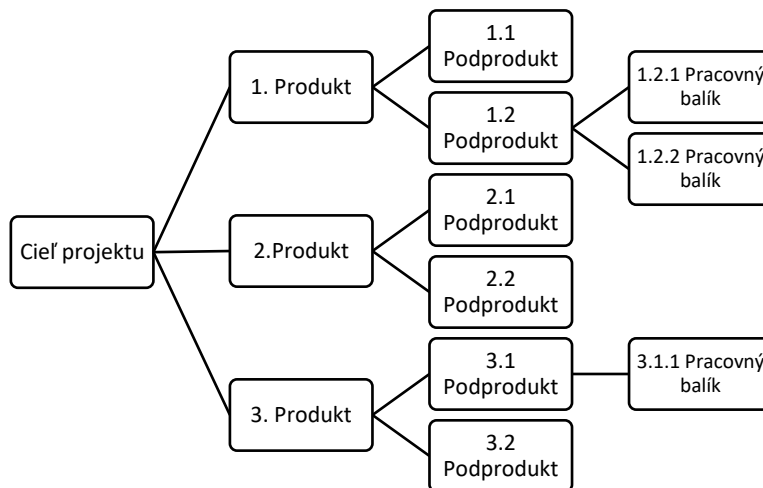 1.1
Podprodukt
1. Produkt
1.2
Podprodukt
1.2.1 Pracovný
balík
1.2.2 Pracovný
balík
Cieľ projektu
2.1
Podprodukt
2.Produkt
2.2
Podprodukt
3.1
Podprodukt
3.1.1 Pracovný
balík
3. Produkt
3.2
Podprodukt